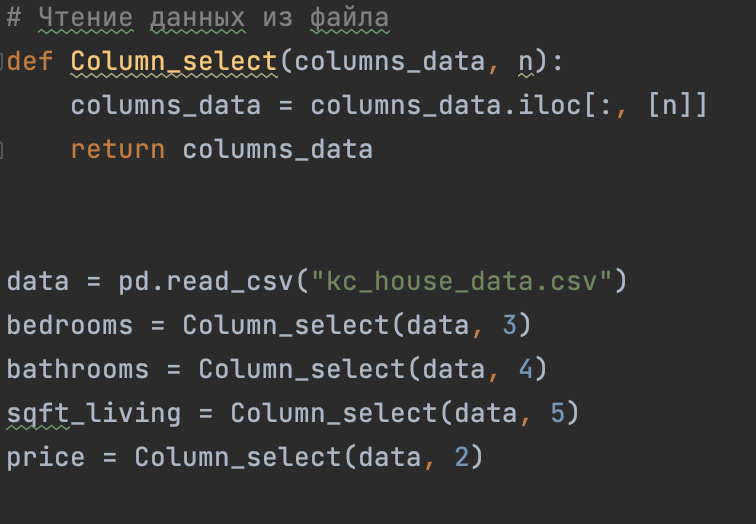 # Чтение данных из файла
def Column_select(columns_data, n):
    columns_data = columns_data.iloc[:, [n]]
    return columns_data
data = pd.read_csv("kc_house_data.csv")
bedrooms = Column_select(data, 3)
bathrooms = Column_select(data, 4)
sqft_living = Column_select(data, 5)
price = Column_select(data, 2)